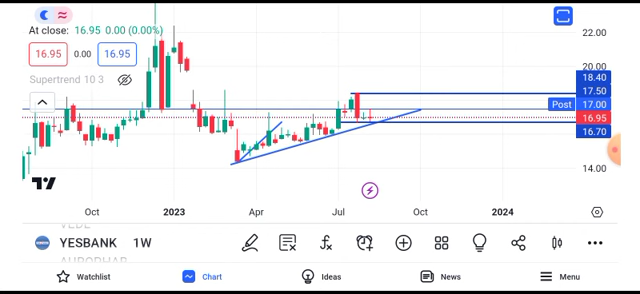 At close: 16.95 0.00 (0.00%)
16.95 0.00 16.95
Supertrend 10 3
22.00
20.00
18.40
17.50
Post 17.00
16.95
16.70
14.00
Oct 2023 Apr Jul Oct 2024
VEDL
YESBANK 1W
AUROPHAR
Watchlist Chart Ideas News Menu